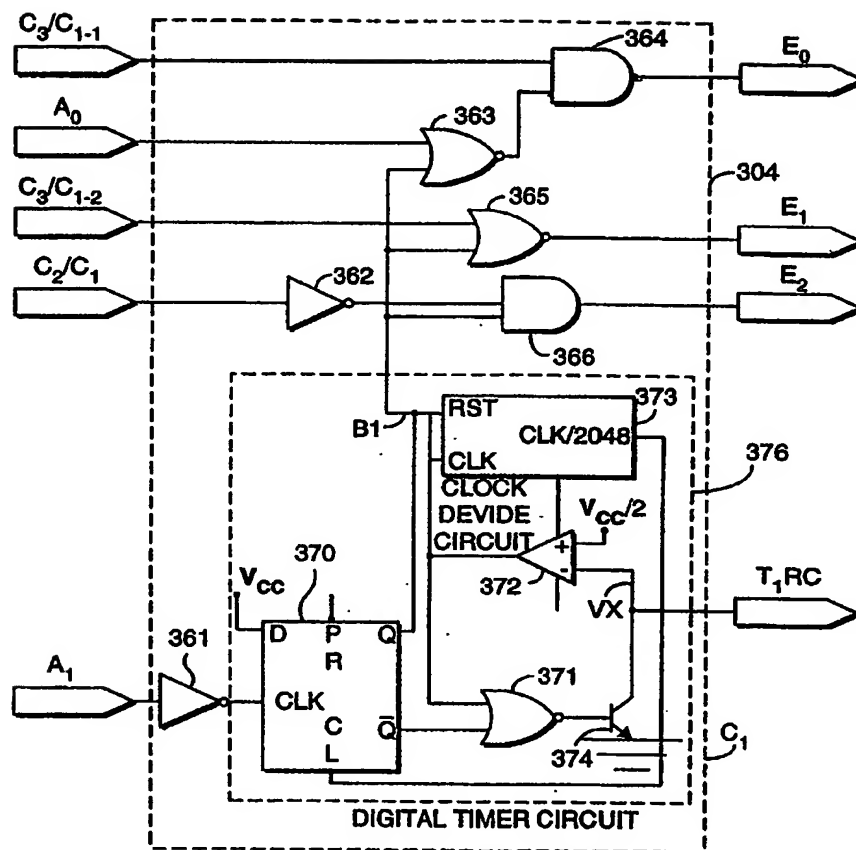 C3/C1-1
364
E0
A0
363
304
C3/C1-2
365
E1
C2/C1
362
E2
366
B1
RST
373
CLK/2048
CLK
376
CLOCK
DEVIDE
CIRCUIT
VCC/2
+
-
372
VCC
370
VX
T1RC
D
P
Q
R
361
371
A1
CLK
C
Q̅
L
374
C1
DIGITAL TIMER CIRCUIT